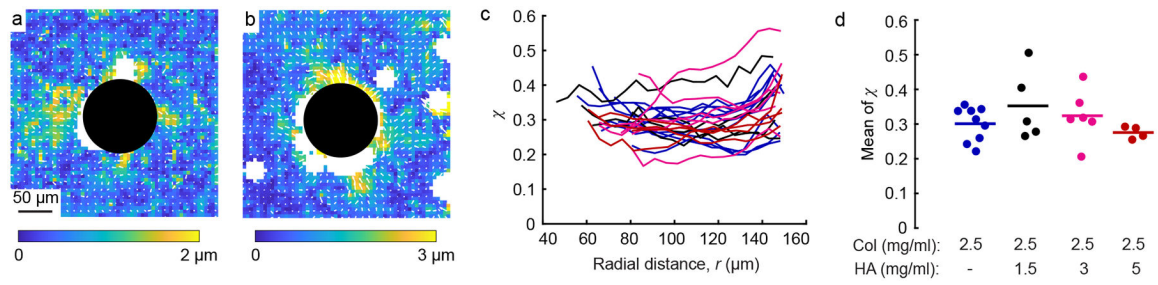 a
50 μm
0
2 μm
b
0
3 μm
c
χ
0.6
0.5
0.4
0.3
0.2
0.1
0
40
60
80
100
120
140
160
Radial distance, r (μm)
d
Mean of χ
0.6
0.5
0.4
0.3
0.2
0.1
0
Col (mg/ml): 2.5 2.5 2.5 2.5
HA (mg/ml): - 1.5 3 5